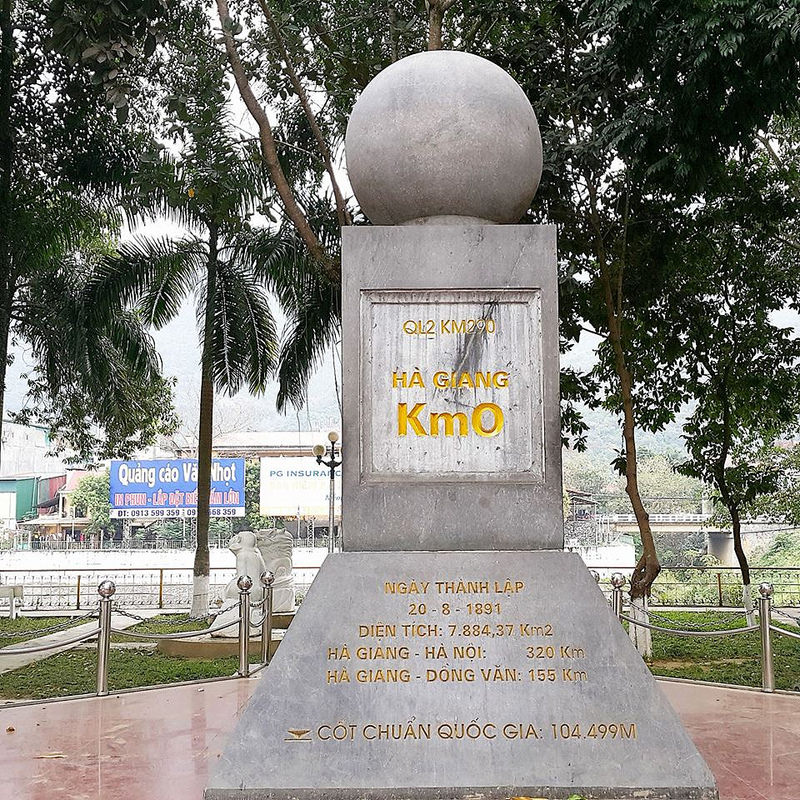 QL2 KM290
HÀ GIANG
Km0
NGÀY THÀNH LẬP
20 - 8 - 1891
DIỆN TÍCH: 7.884,37 Km2
HÀ GIANG - HÀ NỘI: 320 Km
HÀ GIANG - ĐỒNG VĂN: 155 Km
CỐT CHUẨN QUỐC GIA: 104.499M
Quảng cáo Văn Nhọt
IN PHUN - LẮP ĐẶT
ĐT: 0913 599 359
PG INSURANC